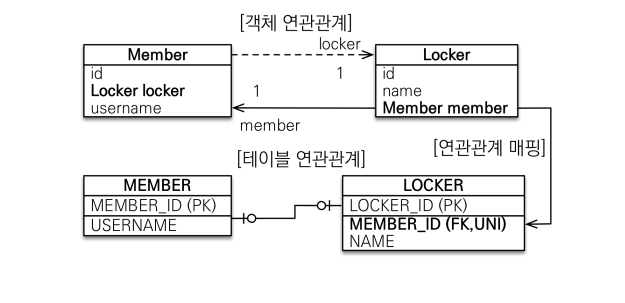 [객체 연관관계]
Member
id
Locker locker
username
locker
1
1
member
Locker
id
name
Member member
[연관관계 매핑]
[테이블 연관관계]
MEMBER
MEMBER_ID (PK)
USERNAME
LOCKER
LOCKER_ID (PK)
MEMBER_ID (FK,UNI)
NAME